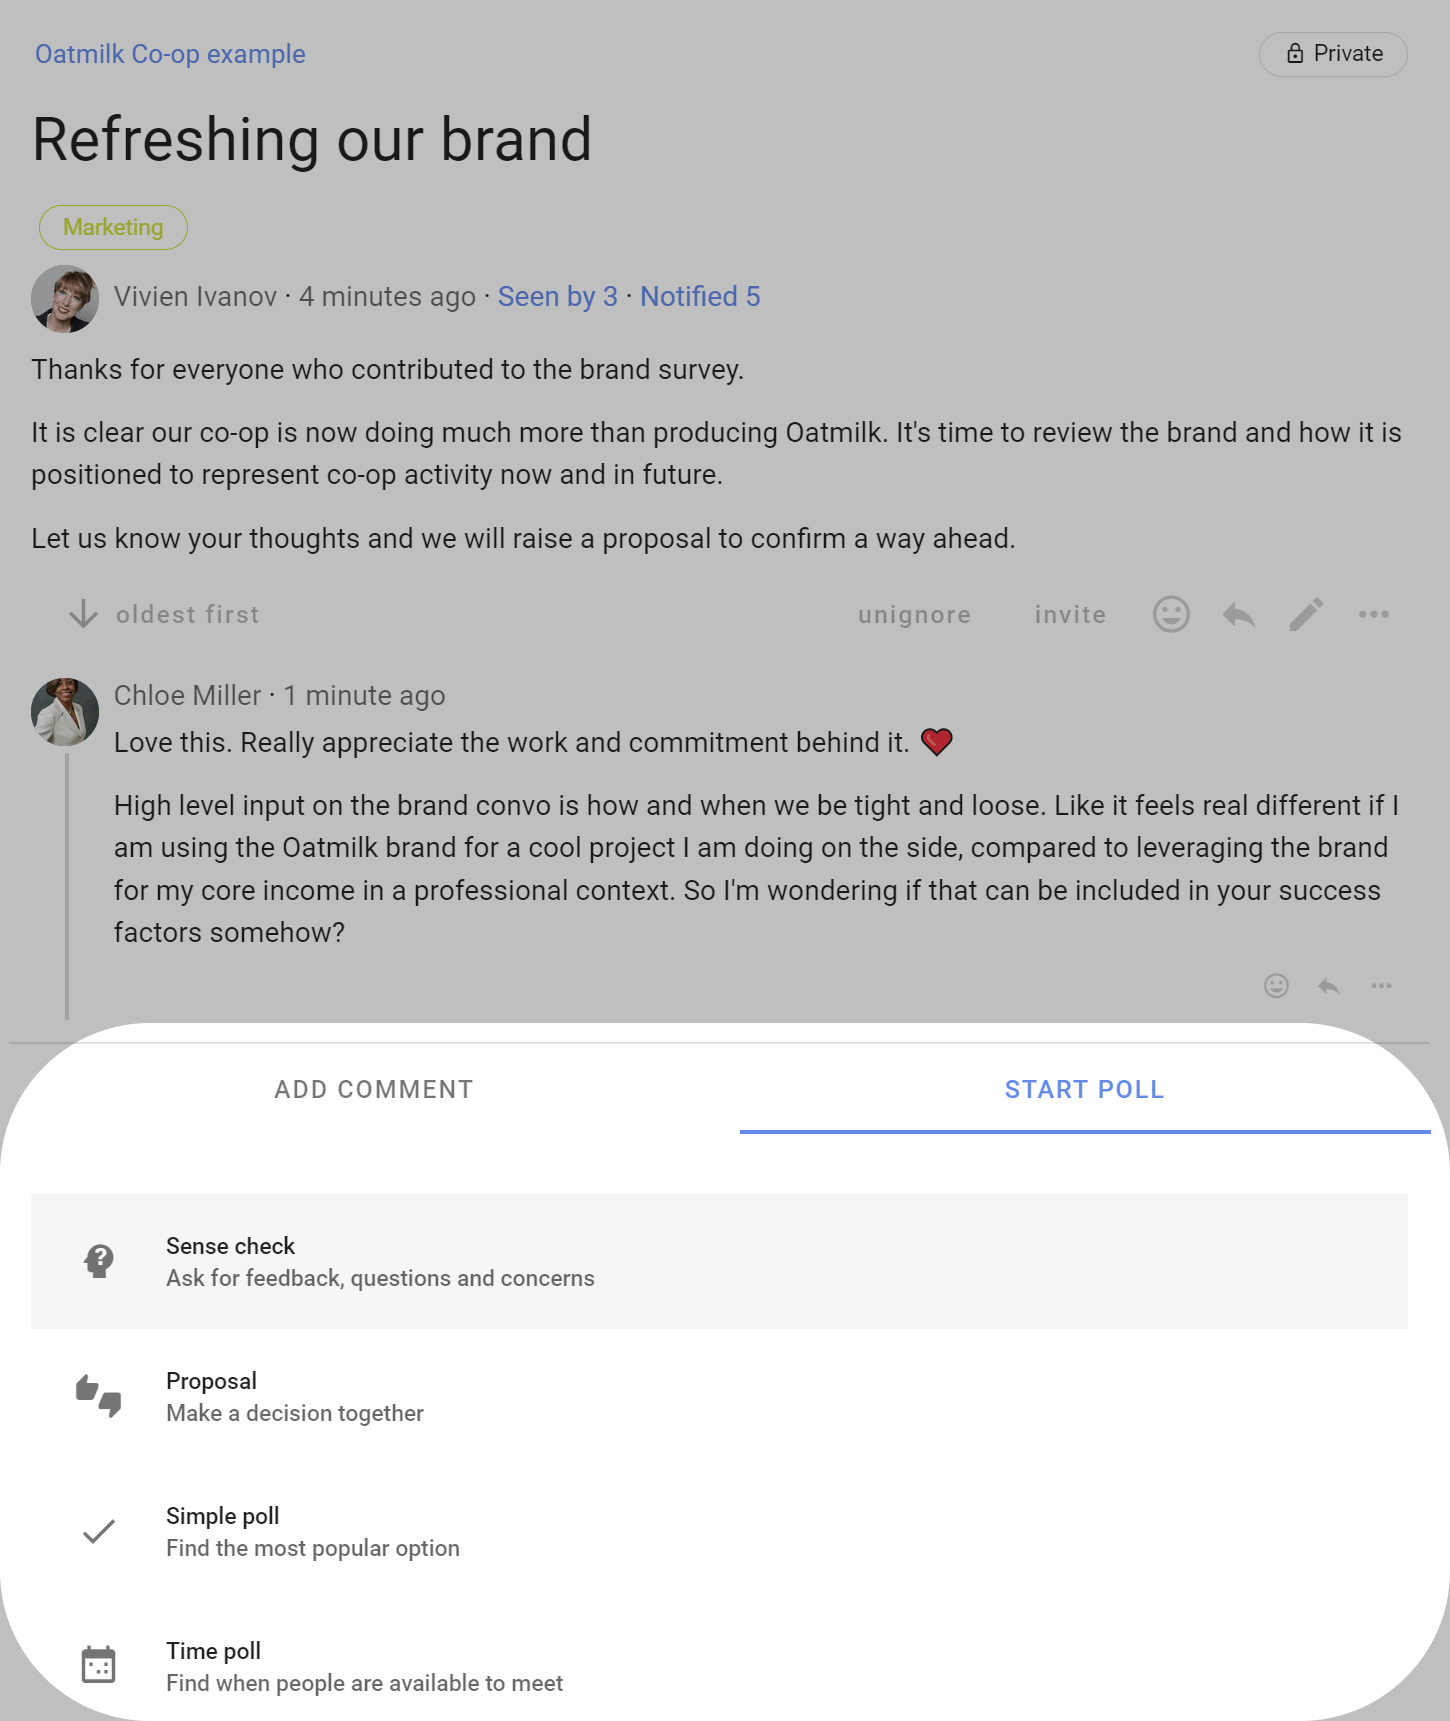 Oatmilk Co-op example
Private
Refreshing our brand
Marketing
Vivien Ivanov · 4 minutes ago · Seen by 3 · Notified 5
Thanks for everyone who contributed to the brand survey.
It is clear our co-op is now doing much more than producing Oatmilk. It's time to review the brand and how it is
positioned to represent co-op activity now and in future.
Let us know your thoughts and we will raise a proposal to confirm a way ahead.
oldest first
unignore
invite
Chloe Miller · 1 minute ago
Love this. Really appreciate the work and commitment behind it. ❤️
High level input on the brand convo is how and when we be tight and loose. Like it feels real different if I
am using the Oatmilk brand for a cool project I am doing on the side, compared to leveraging the brand
for my core income in a professional context. So I'm wondering if that can be included in your success
factors somehow?
ADD COMMENT
START POLL
Sense check
Ask for feedback, questions and concerns
Proposal
Make a decision together
Simple poll
Find the most popular option
Time poll
Find when people are available to meet